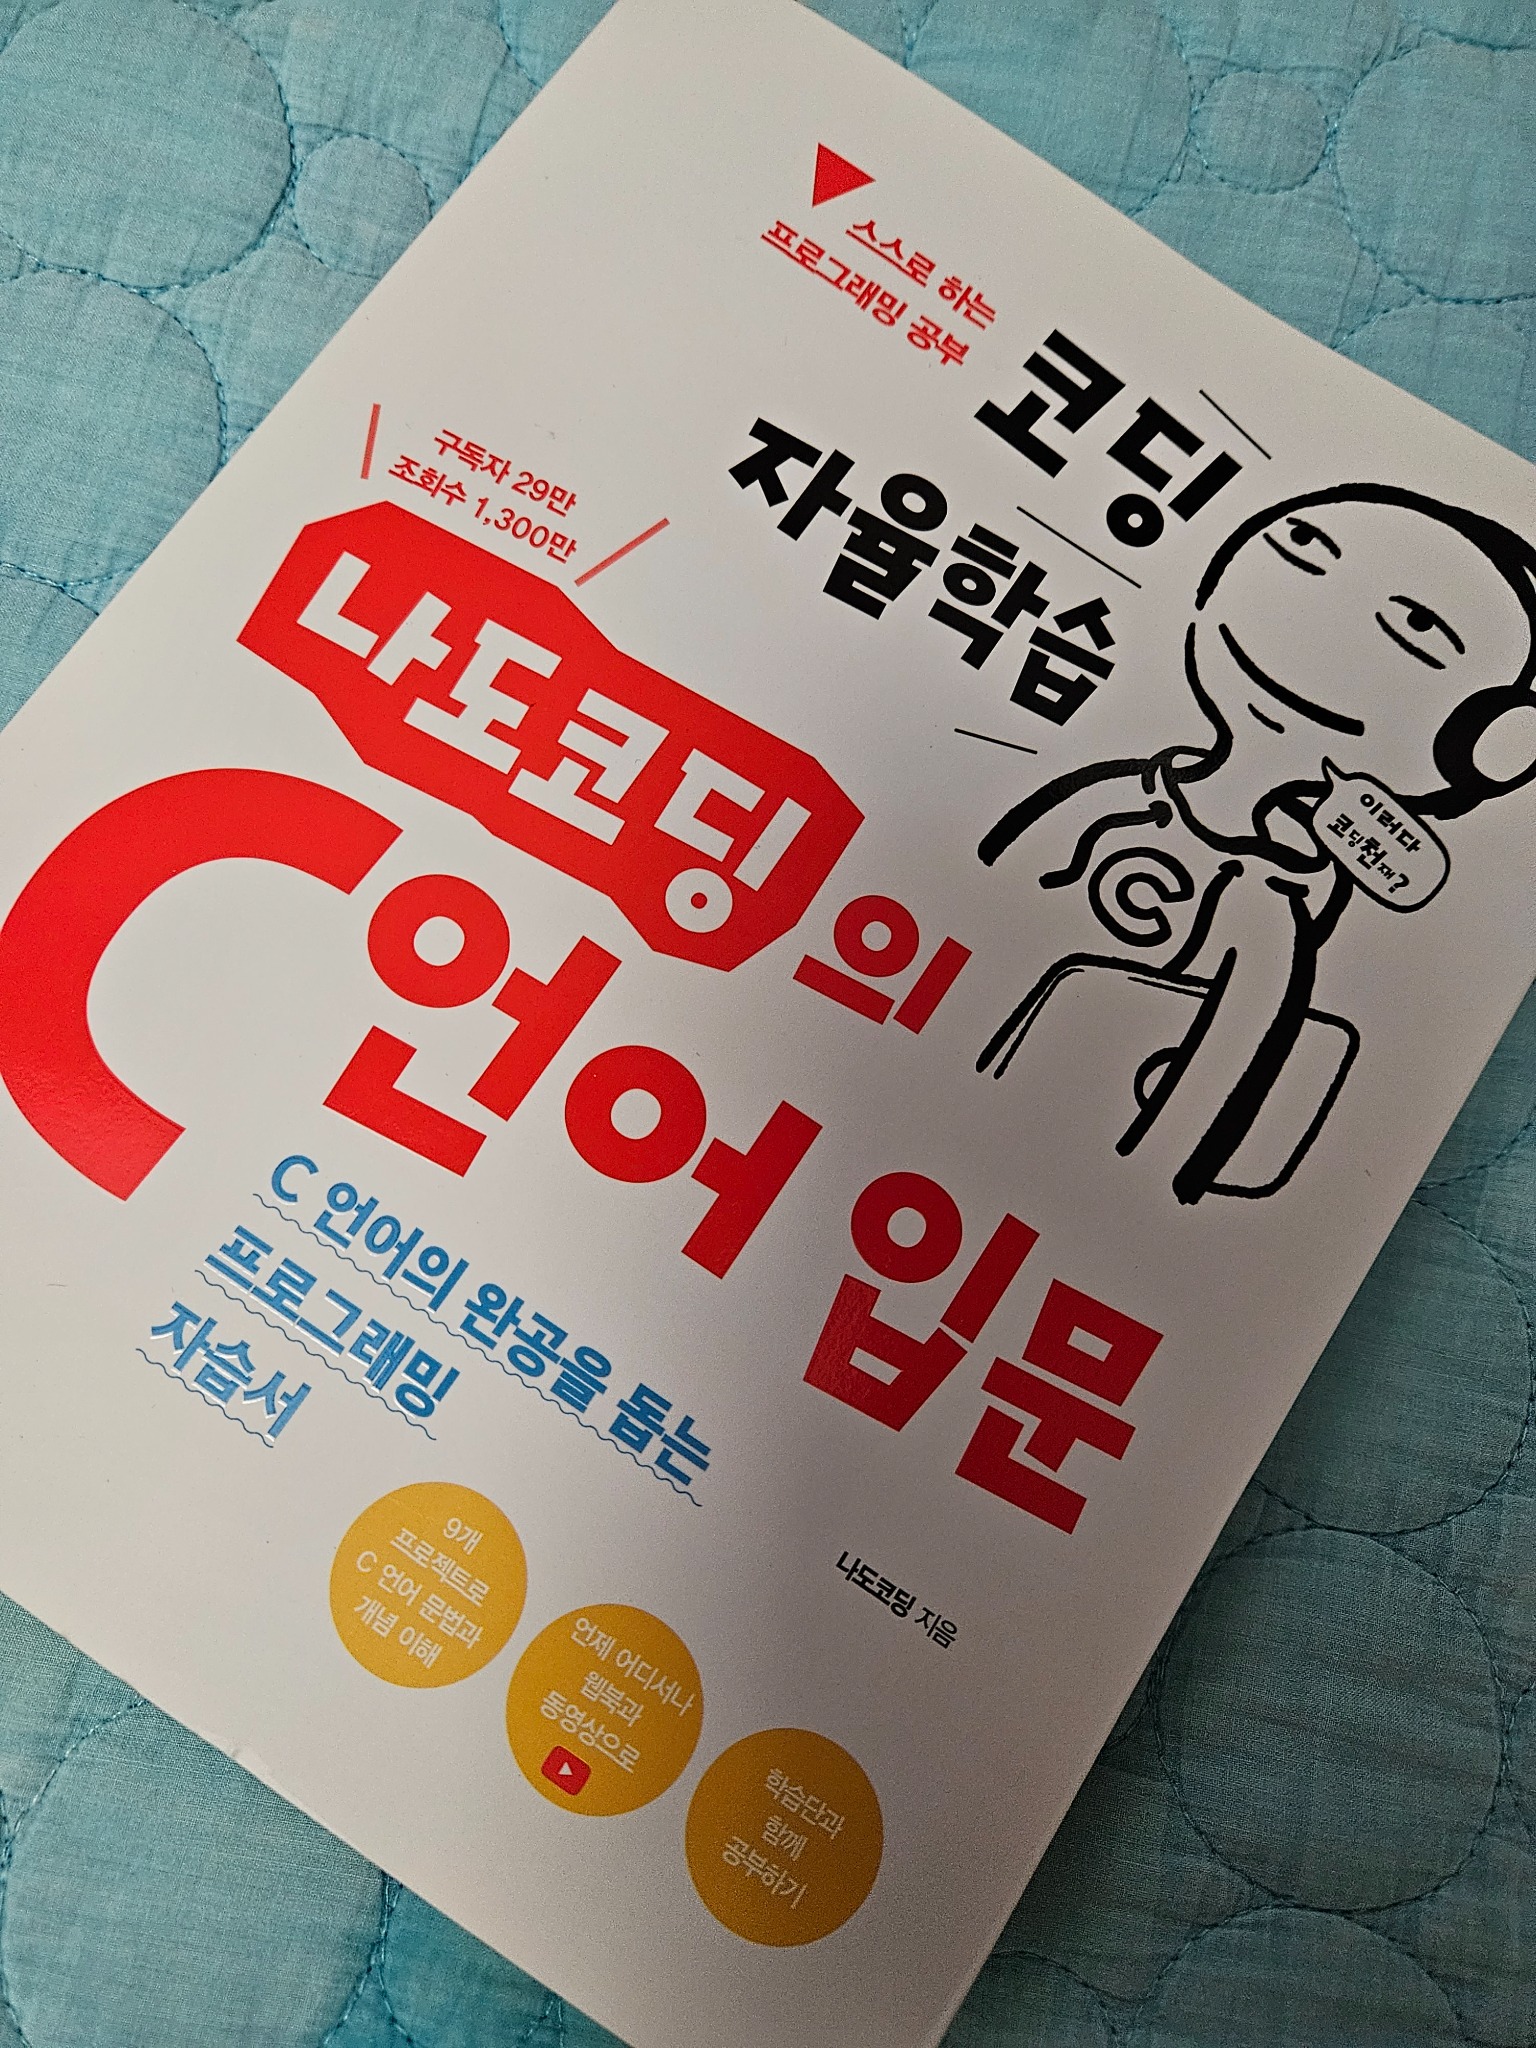 스스로 하는
프로그래밍 공부
코딩
자율학습
이러다
코딩천재?
C
구독자 29만
조회수 1,300만
나도코딩의
C 언어 입문
C 언어의 완공을 돕는
프로그래밍
자습서
나도코딩 지음
9개
프로젝트로
C 언어 문법과
개념 이해
언제 어디서나
웹북과
동영상으로
학습단과
함께
공부하기